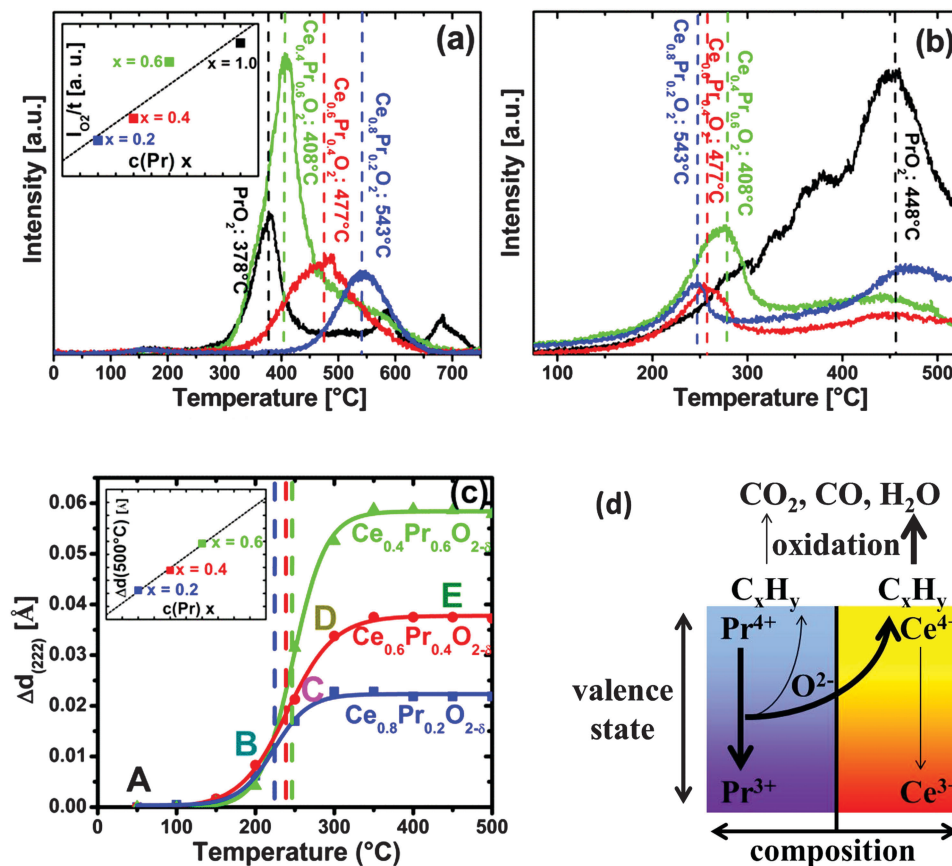 (a)
Intensity [a.u.]
I_O2/t [a. u.]
x = 0.6
x = 1.0
x = 0.4
x = 0.2
c(Pr) x
PrO₂: 378°C
Ce₀.₄Pr₀.₆O₂: 408°C
Ce₀.₆Pr₀.₄O₂: 477°C
Ce₀.₈Pr₀.₂O₂: 543°C
0 100 200 300 400 500 600 700
Temperature [°C]
(b)
Intensity [a.u.]
Ce₀.₈Pr₀.₂O₂: 543°C
Ce₀.₆Pr₀.₄O₂: 477°C
Ce₀.₄Pr₀.₆O₂: 408°C
PrO₂: 448°C
100 200 300 400 500
Temperature [°C]
(c)
Δd₍₂₂₂₎ [Å]
0.06
0.05
0.04
0.03
0.02
0.01
0.00
Δd(500°C) [Å]
x = 0.6
x = 0.4
x = 0.2
c(Pr) x
Ce₀.₄Pr₀.₆O₂₋δ
D
E
Ce₀.₆Pr₀.₄O₂₋δ
C
Ce₀.₈Pr₀.₂O₂₋δ
B
A
0 100 200 300 400 500
Temperature (°C)
(d)
CO₂, CO, H₂O
oxidation
CₓHᵧ CₓHᵧ
Pr⁴⁺ Ce⁴⁺
valence
state
O²⁻
Pr³⁺ Ce³⁺
composition